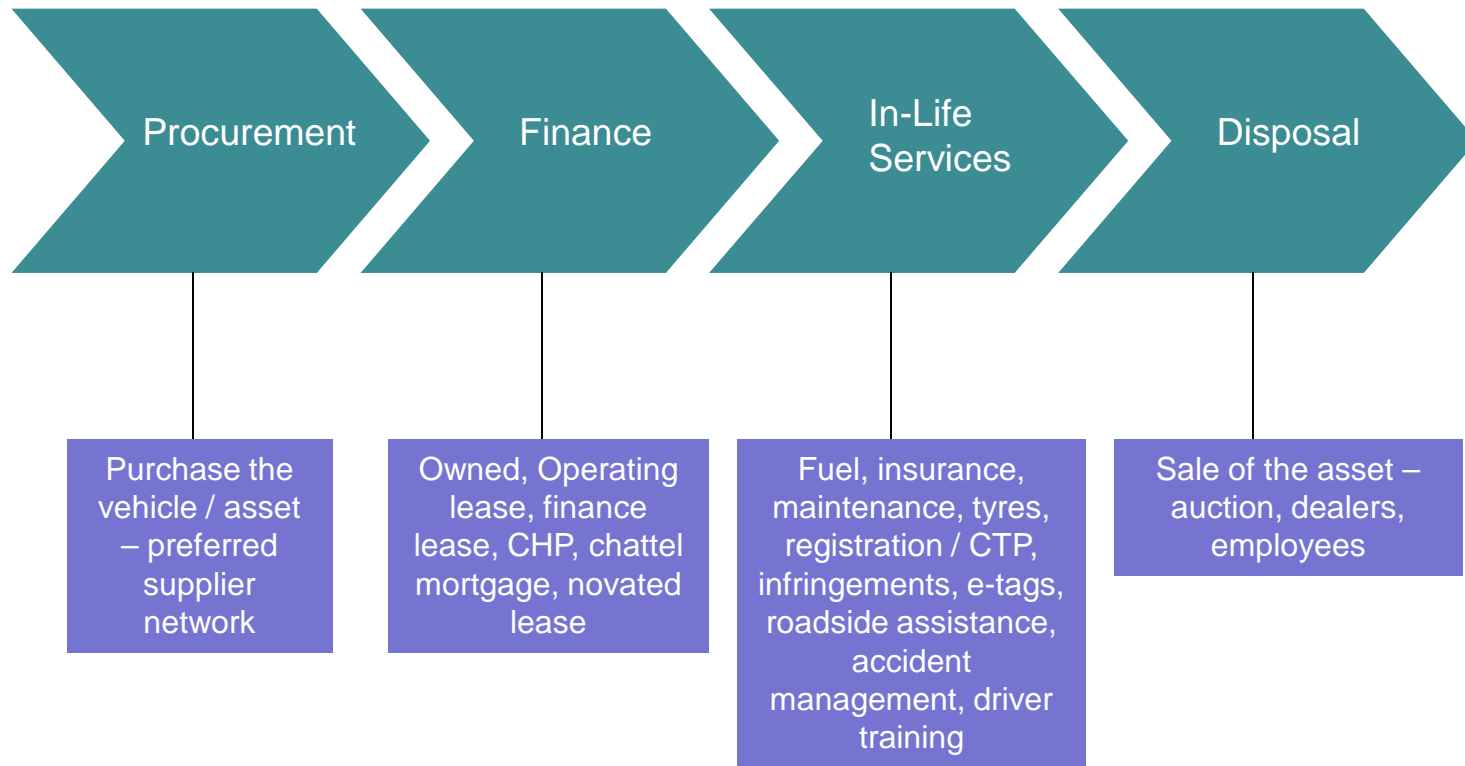 Procurement
Finance
In-Life
Services
Disposal
Purchase the
vehicle / asset
– preferred
supplier
network
Owned, Operating
lease, finance
lease, CHP, chattel
mortgage, novated
lease
Fuel, insurance,
maintenance, tyres,
registration / CTP,
infringements, e-tags,
roadside assistance,
accident
management, driver
training
Sale of the asset –
auction, dealers,
employees